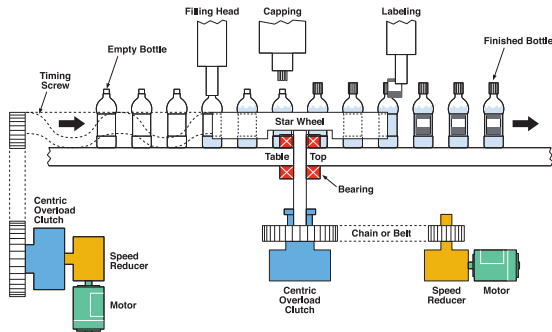 Filling Head
Capping
Labeling
Finished Bottle
Empty Bottle
Timing
Screw
Star Wheel
Table
Top
Bearing
Centric
Overload
Clutch
Speed
Reducer
Motor
Chain or Belt
Centric
Overload
Clutch
Speed
Reducer
Motor